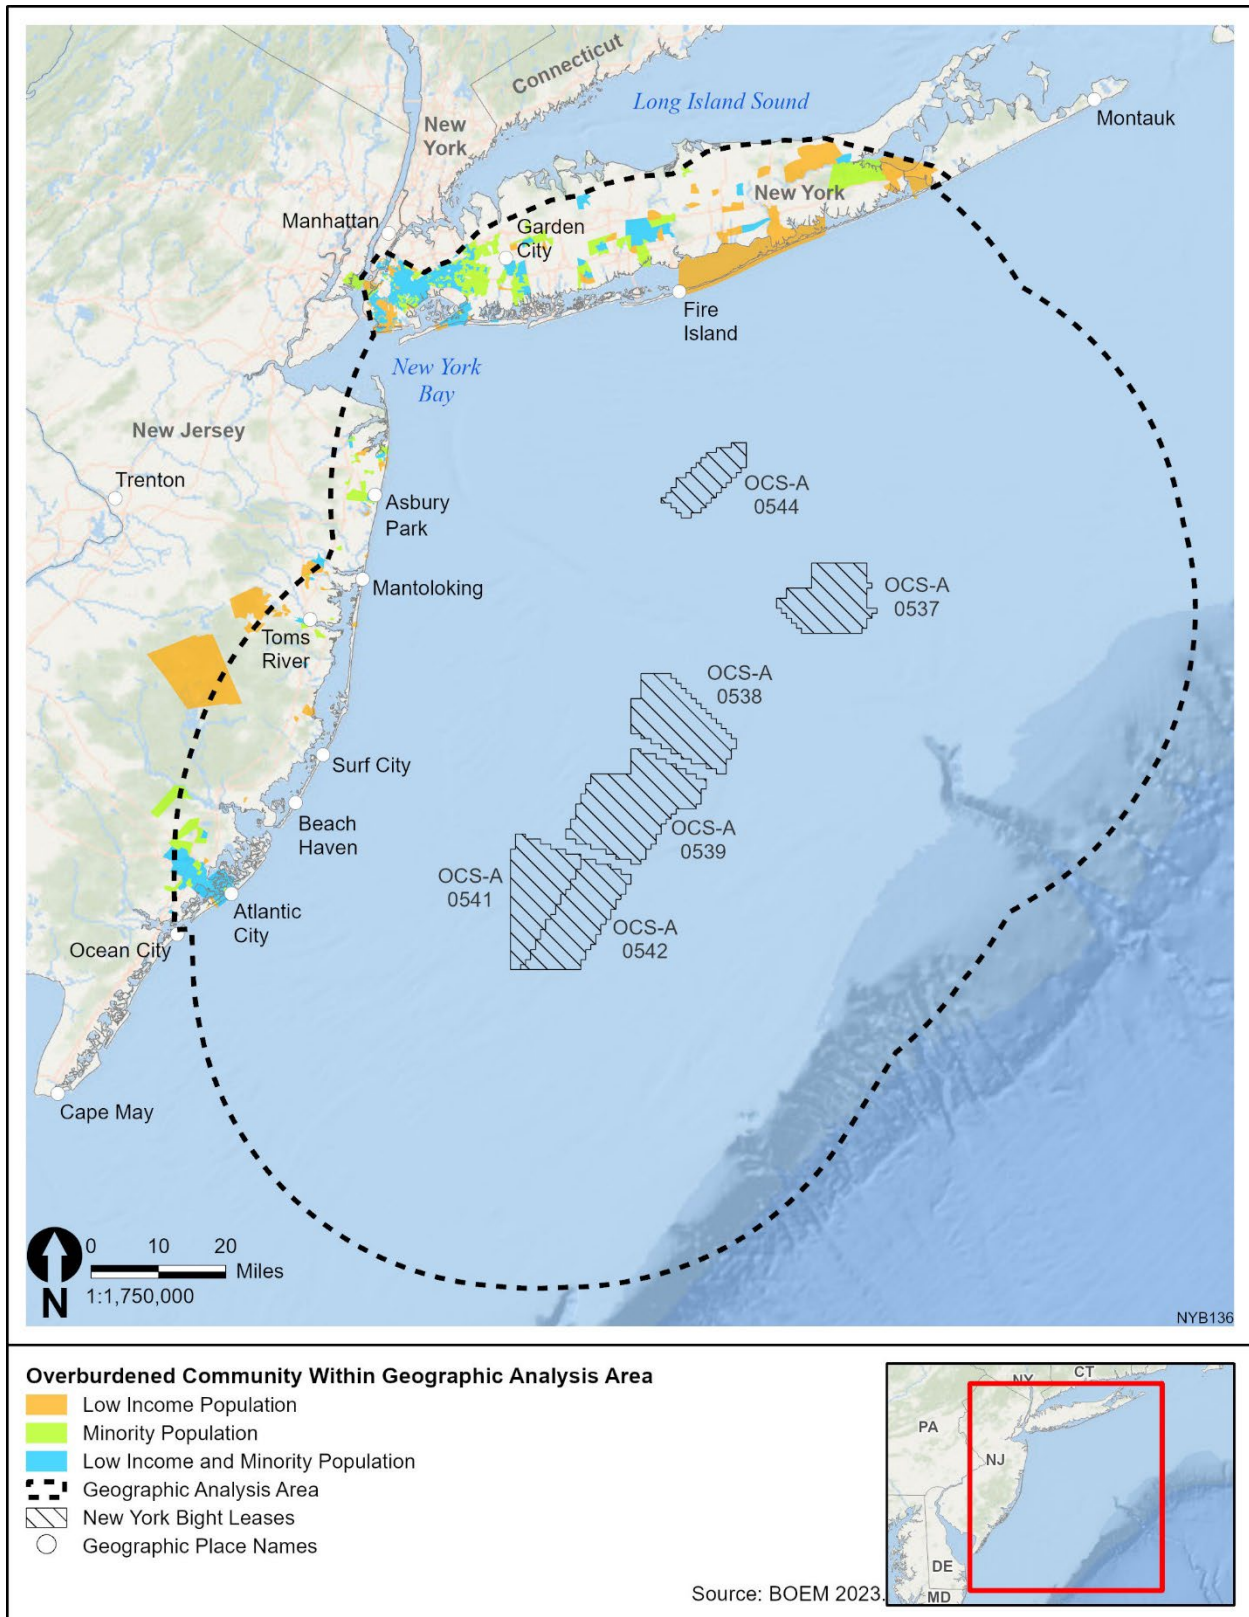 Connecticut
Long Island Sound
Montauk
New
York
New York
Manhattan
Garden
City
Fire
Island
New York
Bay
New Jersey
Trenton
OCS-A
0544
Asbury
Park
OCS-A
0537
Mantoloking
Toms
River
OCS-A
0538
Surf City
Beach
Haven
OCS-A
0539
OCS-A
0541
Atlantic
City
OCS-A
0542
Ocean City
Cape May
N
0 10 20
Miles
1:1,750,000
NYB136
Overburdened Community Within Geographic Analysis Area
Low Income Population
Minority Population
Low Income and Minority Population
Geographic Analysis Area
New York Bight Leases
Geographic Place Names
Source: BOEM 2023.
NY
CT
PA
NJ
DE
MD